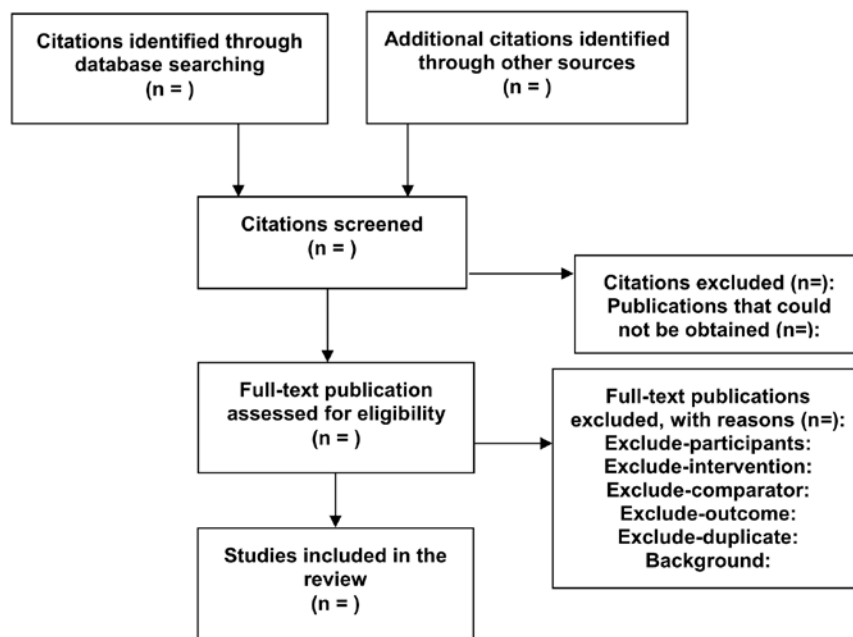 Citations identified through
database searching
(n = )
Additional citations identified
through other sources
(n = )
Citations screened
(n = )
Citations excluded (n=):
Publications that could
not be obtained (n=):
Full-text publication
assessed for eligibility
(n = )
Full-text publications
excluded, with reasons (n=):
Exclude-participants:
Exclude-intervention:
Exclude-comparator:
Exclude-outcome:
Exclude-duplicate:
Background:
Studies included in the
review
(n = )